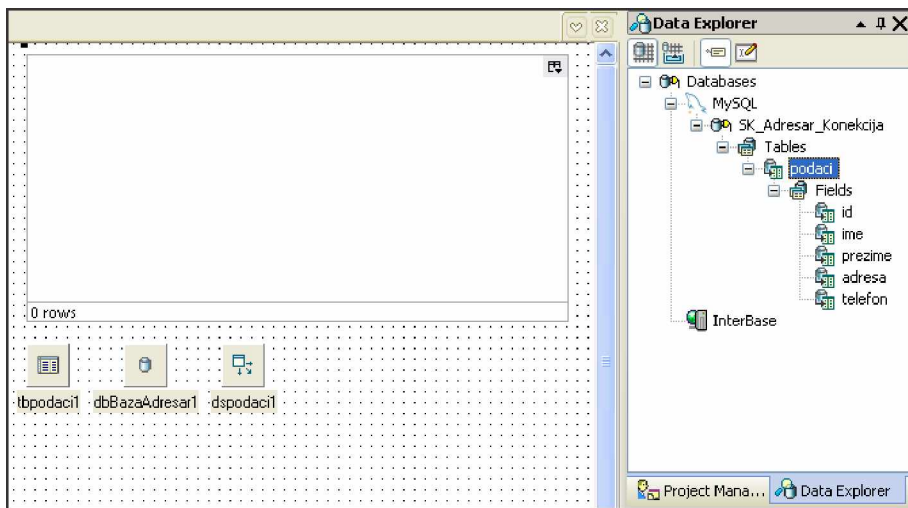 0 rows
tbpodaci1
dbBazaAdresar1
dspodaci1
Data Explorer
Databases
MySQL
SK_Adresar_Konekcija
Tables
podaci
Fields
id
ime
prezime
adresa
telefon
InterBase
Project Mana...
Data Explorer